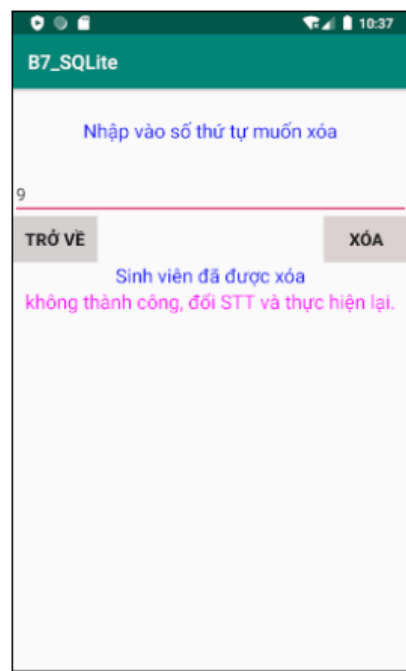 10:37
B7_SQLite
Nhập vào số thứ tự muốn xóa
9
TRỞ VỀ XÓA
Sinh viên đã được xóa
không thành công, đổi STT và thực hiện lại.